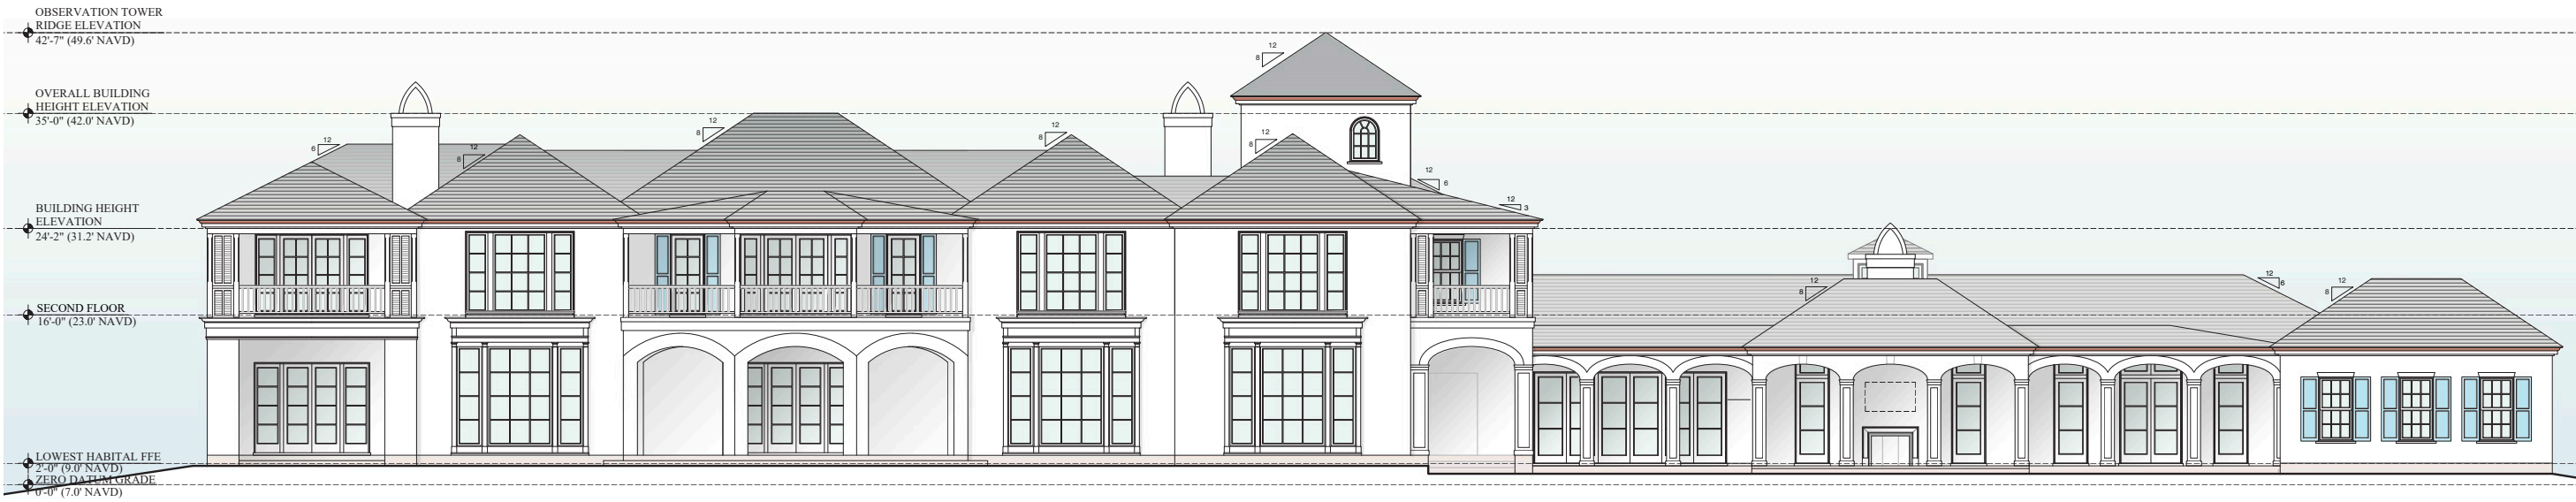 OBSERVATION TOWER
RIDGE ELEVATION
42'-7" (49.6' NAVD)
OVERALL BUILDING
HEIGHT ELEVATION
35'-0" (42.0' NAVD)
BUILDING HEIGHT
ELEVATION
24'-2" (31.2' NAVD)
SECOND FLOOR
16'-0" (23.0' NAVD)
LOWEST HABITAL FFE
2'-0" (9.0' NAVD)
ZERO DATUM GRADE
0'-0" (7.0' NAVD)
12
6
12
8
12
8
12
8
12
8
12
8
12
6
12
3
12
8
12
6
12
8